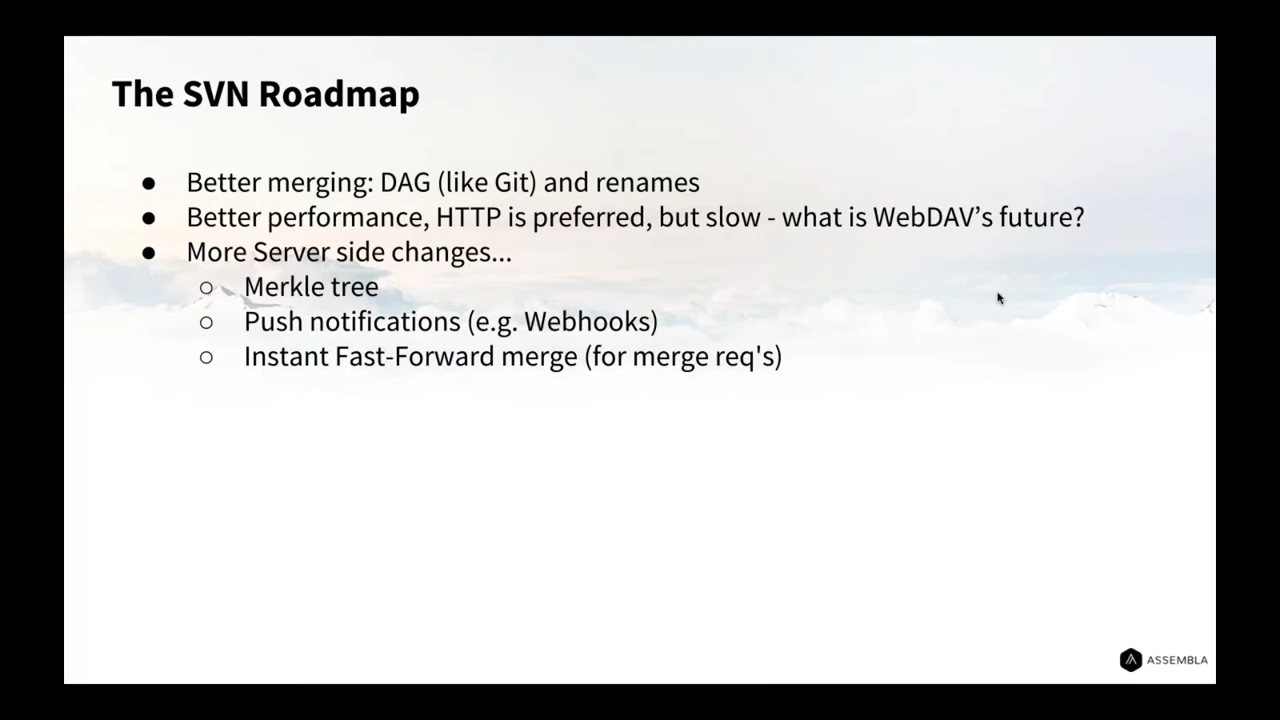 The SVN Roadmap
● Better merging: DAG (like Git) and renames
● Better performance, HTTP is preferred, but slow - what is WebDAV’s future?
● More Server side changes...
○ Merkle tree
○ Push notifications (e.g. Webhooks)
○ Instant Fast-Forward merge (for merge req's)
ASSEMBLA